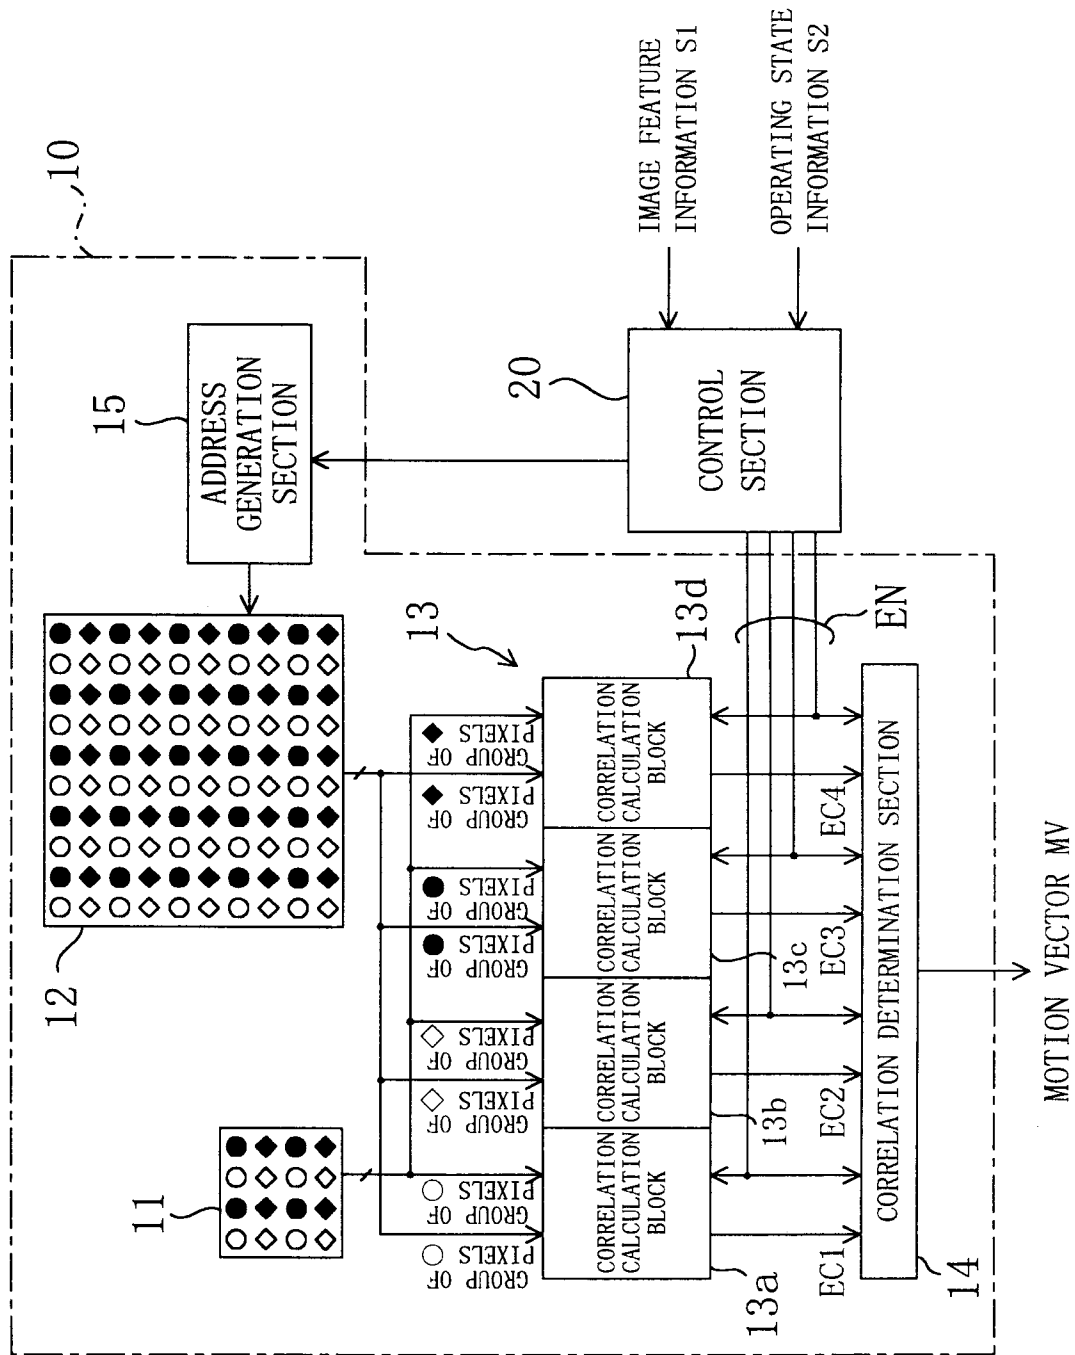 10
15
ADDRESS
GENERATION
SECTION
12
11
20
CONTROL
SECTION
IMAGE FEATURE
INFORMATION S1
OPERATING STATE
INFORMATION S2
13
GROUP OF
PIXELS
GROUP OF
PIXELS
GROUP OF
PIXELS
GROUP OF
PIXELS
GROUP OF
PIXELS
GROUP OF
PIXELS
GROUP OF
PIXELS
GROUP OF
PIXELS
CORRELATION
CALCULATION
BLOCK
CORRELATION
CALCULATION
BLOCK
CORRELATION
CALCULATION
BLOCK
CORRELATION
CALCULATION
BLOCK
13a
13b
13c
13d
EN
EC1
EC2
EC3
EC4
CORRELATION DETERMINATION SECTION
14
MOTION VECTOR MV